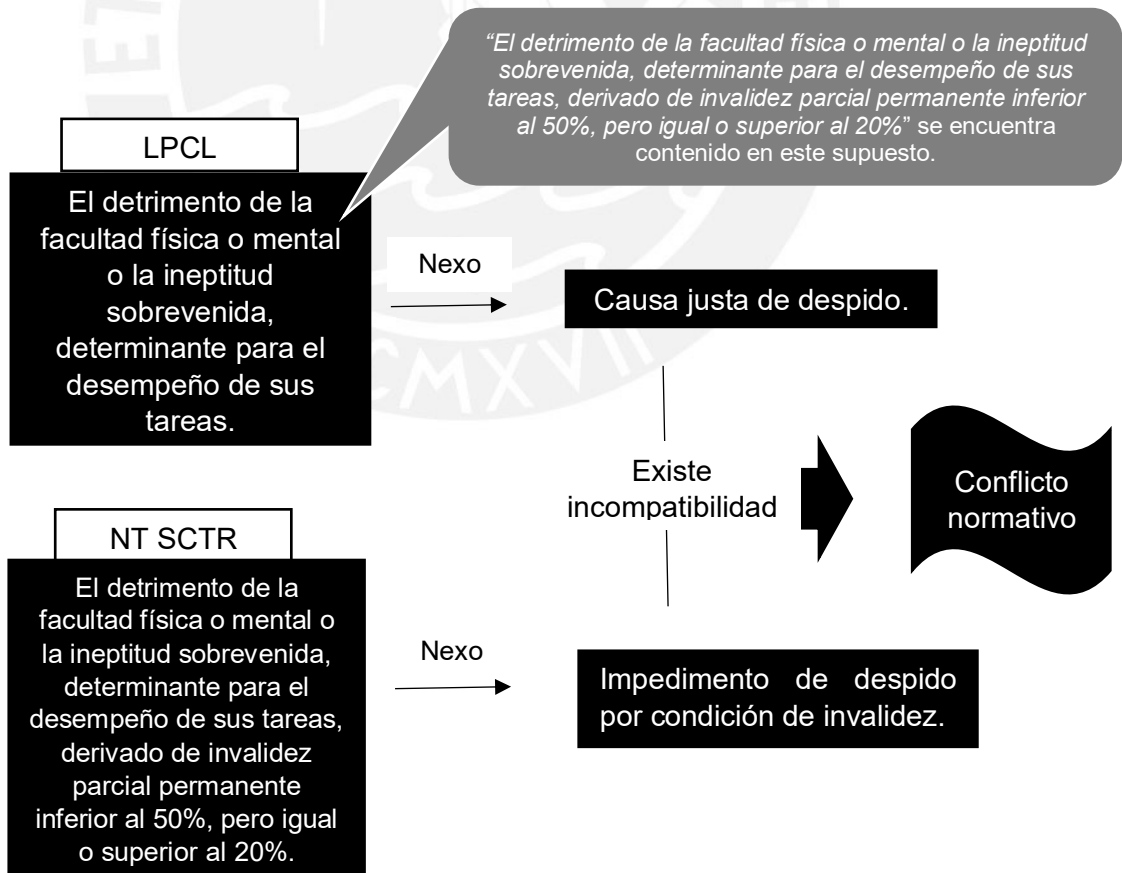 “El detrimento de la facultad física o mental o la ineptitud
sobrevenida, determinante para el desempeño de sus
tareas, derivado de invalidez parcial permanente inferior
al 50%, pero igual o superior al 20%” se encuentra
contenido en este supuesto.
LPCL
El detrimento de la
facultad física o mental
o la ineptitud
sobrevenida,
determinante para el
desempeño de sus
tareas.
Nexo
Causa justa de despido.
CMXVII
Existe
incompatibilidad
Conflicto
normativo
NT SCTR
El detrimento de la
facultad física o mental o
la ineptitud sobrevenida,
determinante para el
desempeño de sus tareas,
derivado de invalidez
parcial permanente
inferior al 50%, pero igual
o superior al 20%.
Nexo
Impedimento de despido
por condición de invalidez.